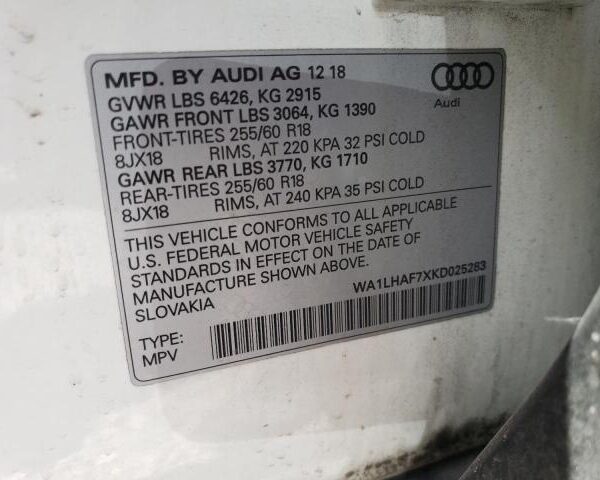 MFD. BY AUDI AG 12 18
Audi
GVWR LBS 6426, KG 2915
GAWR FRONT LBS 3064, KG 1390
FRONT-TIRES 255/60 R18
8JX18 RIMS, AT 220 KPA 32 PSI COLD
GAWR REAR LBS 3770, KG 1710
REAR-TIRES 255/60 R18
8JX18 RIMS, AT 240 KPA 35 PSI COLD
THIS VEHICLE CONFORMS TO ALL APPLICABLE
U.S. FEDERAL MOTOR VEHICLE SAFETY
STANDARDS IN EFFECT ON THE DATE OF
MANUFACTURE SHOWN ABOVE.
SLOVAKIA
WA1LHAF7XKD025283
TYPE:
MPV